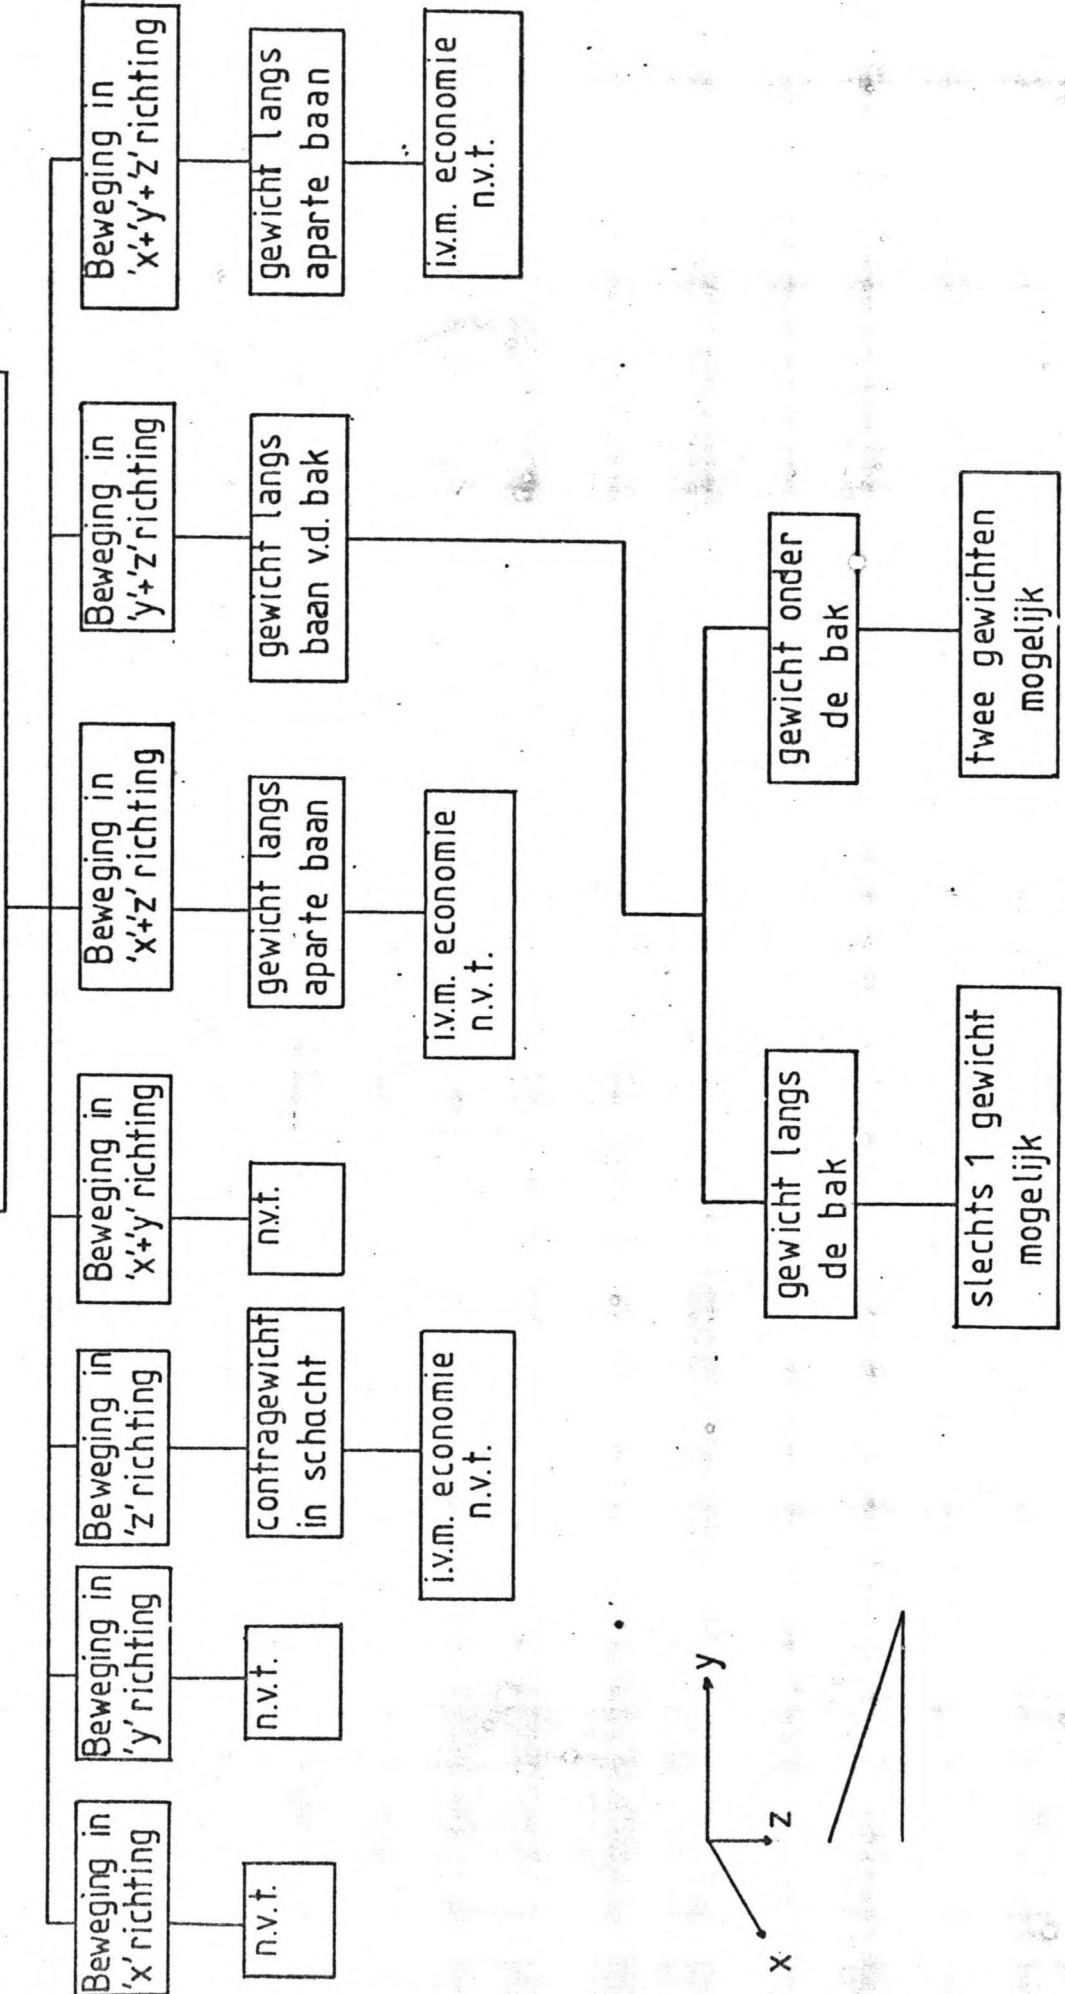 Beweging in
'x' richting
n.v.t.
Beweging in
'y' richting
n.v.t.
Beweging in
'z' richting
contragewicht
in schacht
i.v.m. economie
n.v.t.
Beweging in
'x'+'y' richting
n.v.t.
Beweging in
'x'+'z' richting
gewicht langs
aparte baan
i.v.m. economie
n.v.t.
Beweging in
'y'+'z' richting
gewicht langs
baan v.d. bak
gewicht langs
de bak
slechts 1 gewicht
mogelijk
gewicht onder
de bak
twee gewichten
mogelijk
Beweging in
'x'+'y'+'z' richting
gewicht langs
aparte baan
i.v.m. economie
n.v.t.
y
z
x